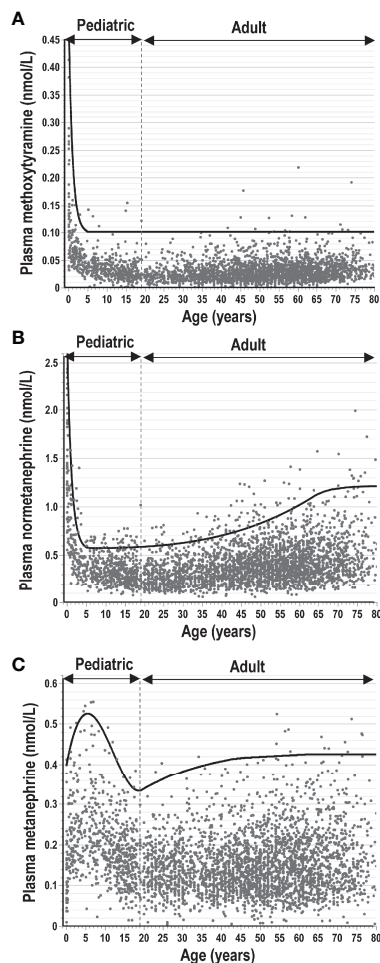 A
Pediatric
Adult
Plasma methoxytyramine (nmol/L)
0.45
0.40
0.35
0.30
0.25
0.20
0.15
0.10
0.05
0
0 5 10 15 20 25 30 35 40 45 50 55 60 65 70 75 80
Age (years)
B
Pediatric
Adult
Plasma normetanephrine (nmol/L)
2.5
2.0
1.5
1.0
0.5
0
0 5 10 15 20 25 30 35 40 45 50 55 60 65 70 75 80
Age (years)
C
Pediatric
Adult
Plasma metanephrine (nmol/L)
0.6
0.5
0.4
0.3
0.2
0.1
0
0 5 10 15 20 25 30 35 40 45 50 55 60 65 70 75 80
Age (years)